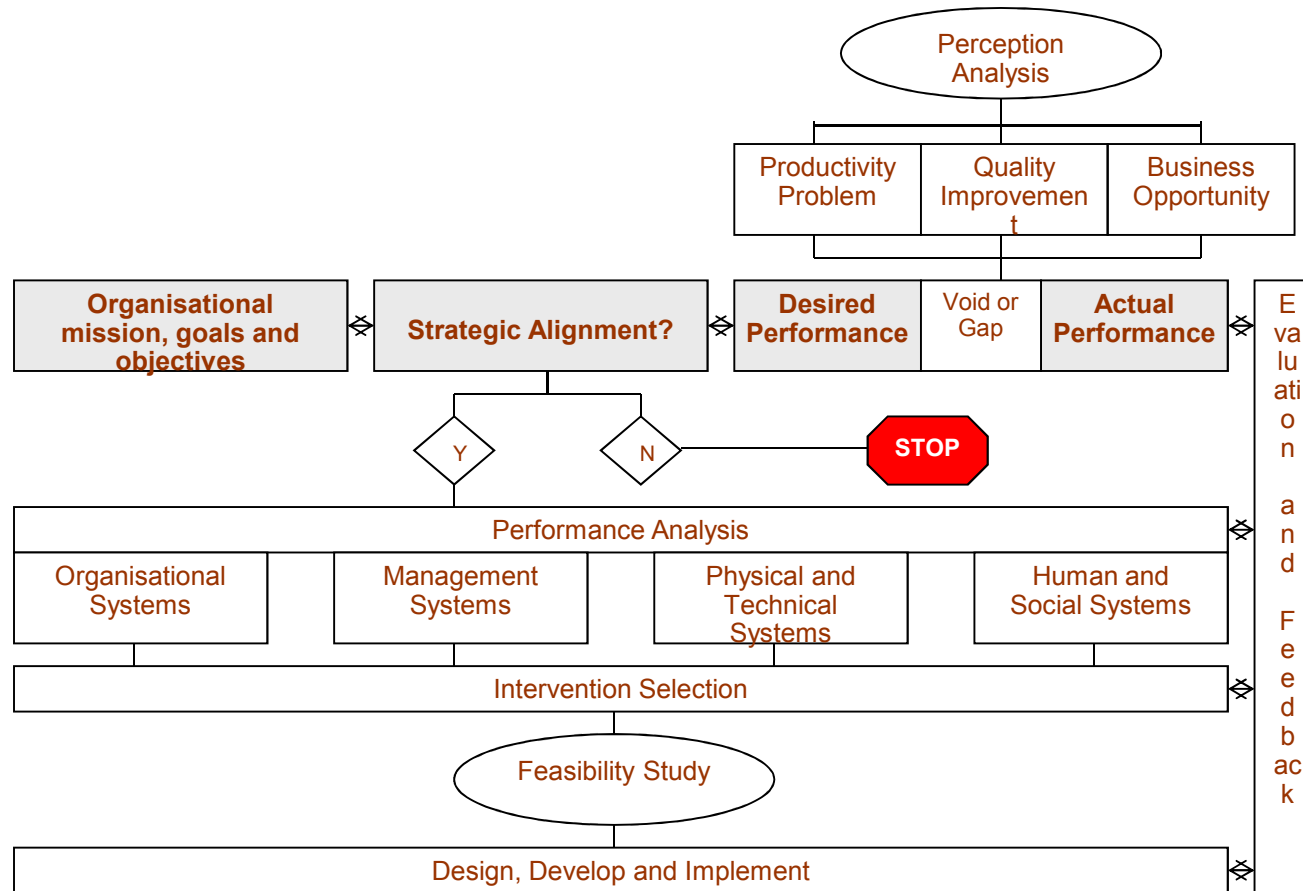 Perception
Analysis
Productivity
Problem
Quality
Improvemen
t
Business
Opportunity
Organisational
mission, goals and
objectives
Strategic Alignment?
Desired
Performance
Void or
Gap
Actual
Performance
E
va
lu
ati
o
n
a
n
d
F
e
e
d
b
ac
k
Y
N
STOP
Performance Analysis
Organisational
Systems
Management
Systems
Physical and
Technical
Systems
Human and
Social Systems
Intervention Selection
Feasibility Study
Design, Develop and Implement